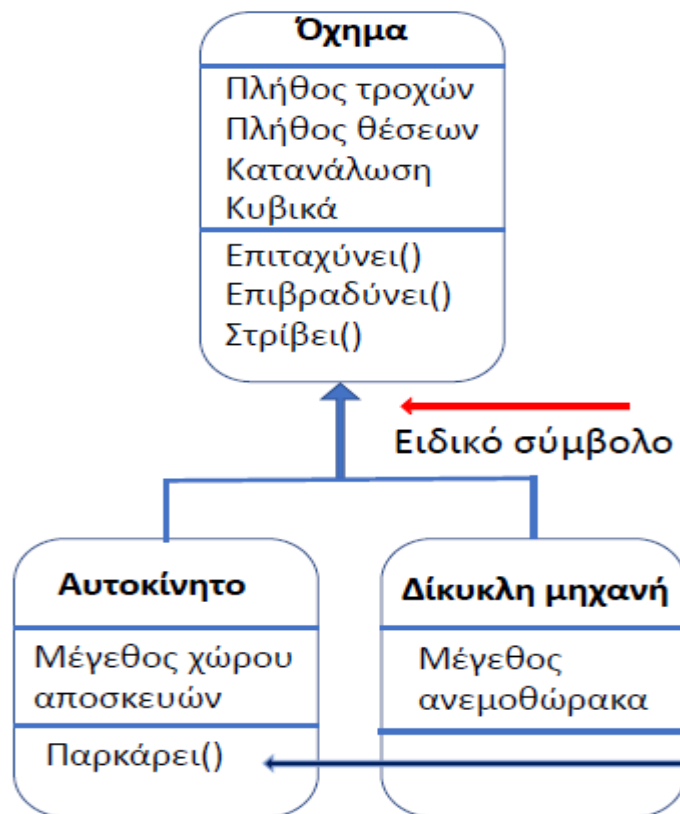 Όχημα
Πλήθος τροχών
Πλήθος θέσεων
Κατανάλωση
Κυβικά
Επιταχύνει()
Επιβραδύνει()
Στρίβει()
Ειδικό σύμβολο
Αυτοκίνητο
Μέγεθος χώρου
αποσκευών
Παρκάρει()
Δίκυκλη μηχανή
Μέγεθος
ανεμοθώρακα